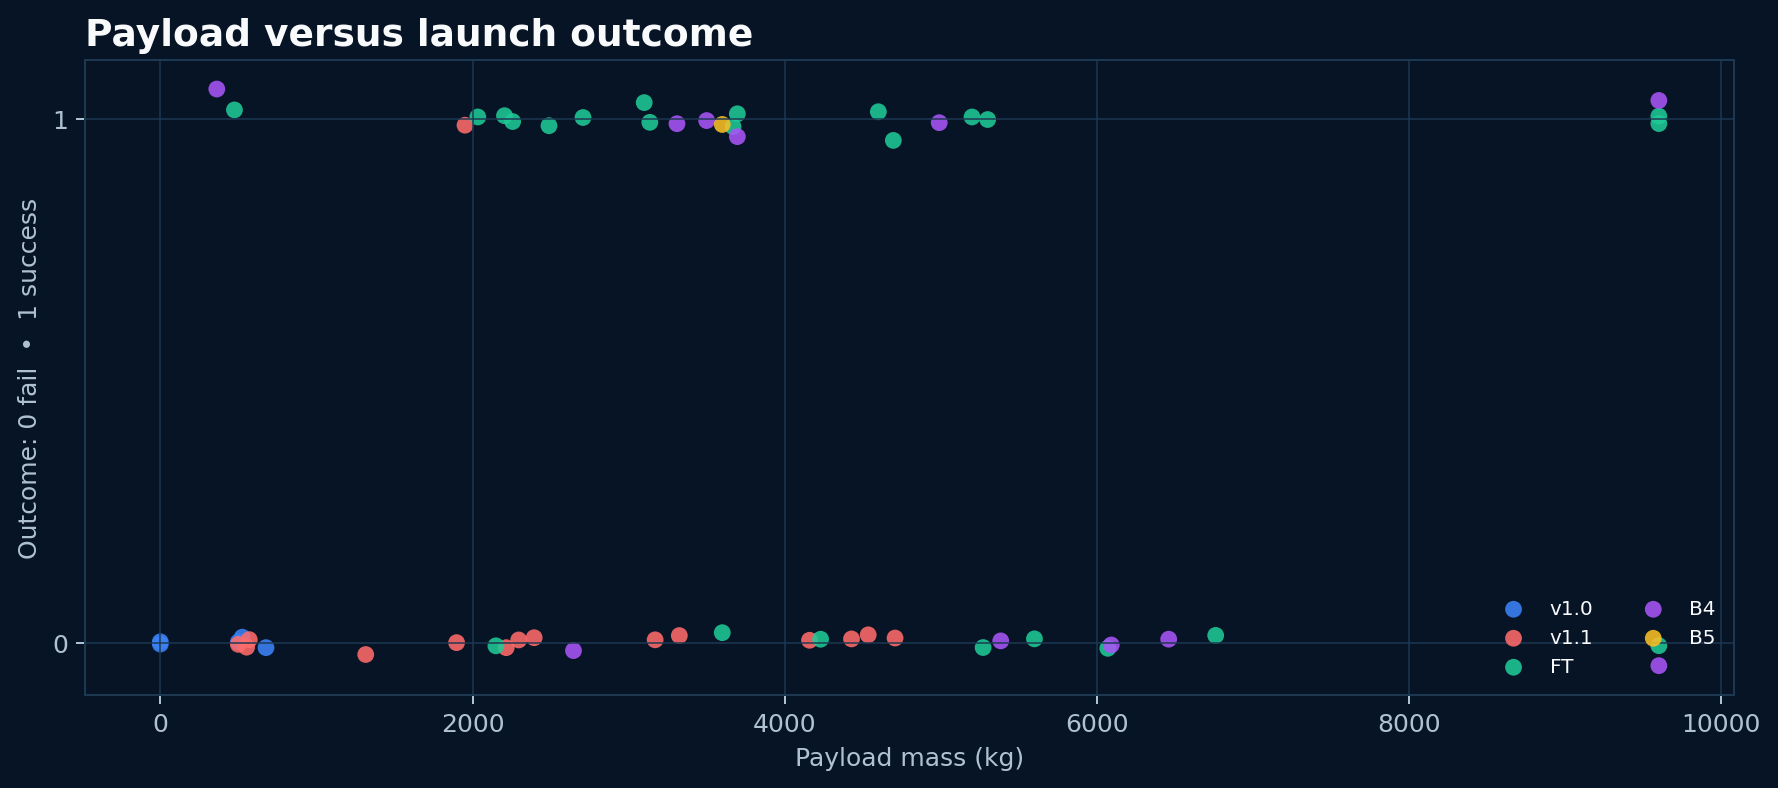 Payload versus launch outcome
Outcome: 0 fail • 1 success
1
0
v1.0
v1.1
FT
B4
B5
0 2000 4000 6000 8000 10000
Payload mass (kg)